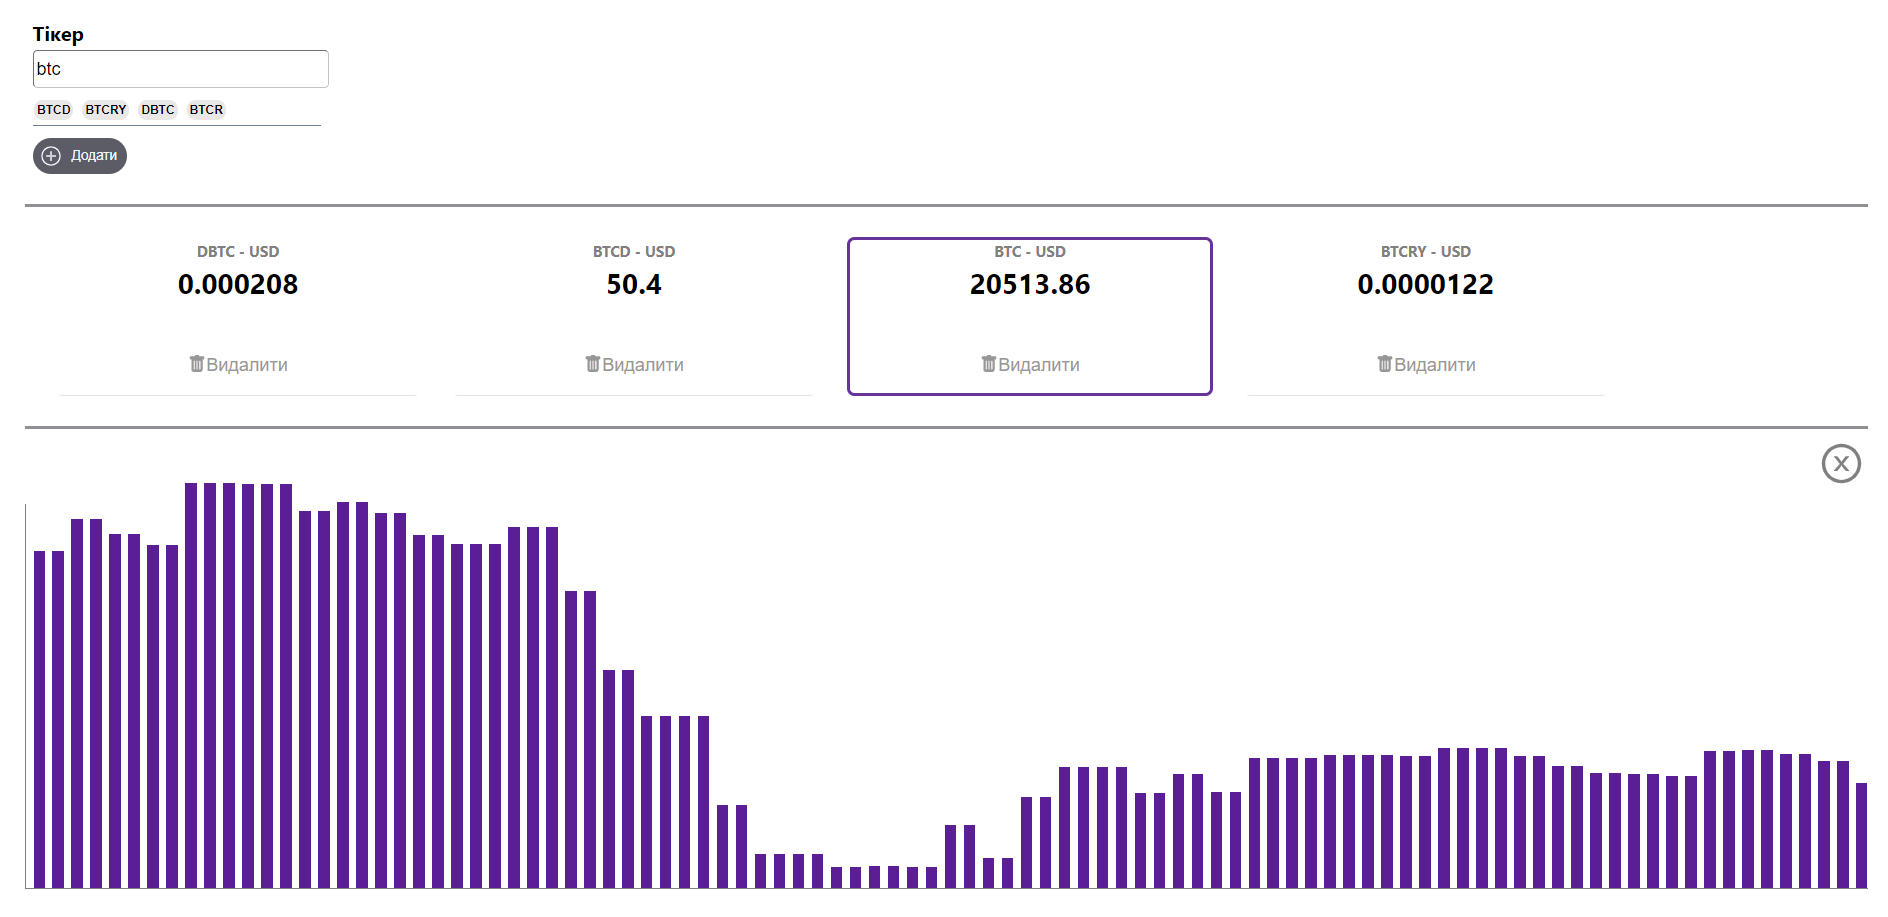 Тікер
btc
BTCD BTCRY DBTC BTCR
Додати
DBTC - USD BTCD - USD BTC - USD BTCRY - USD
0.000208 50.4 20513.86 0.0000122
Видалити Видалити Видалити Видалити
X